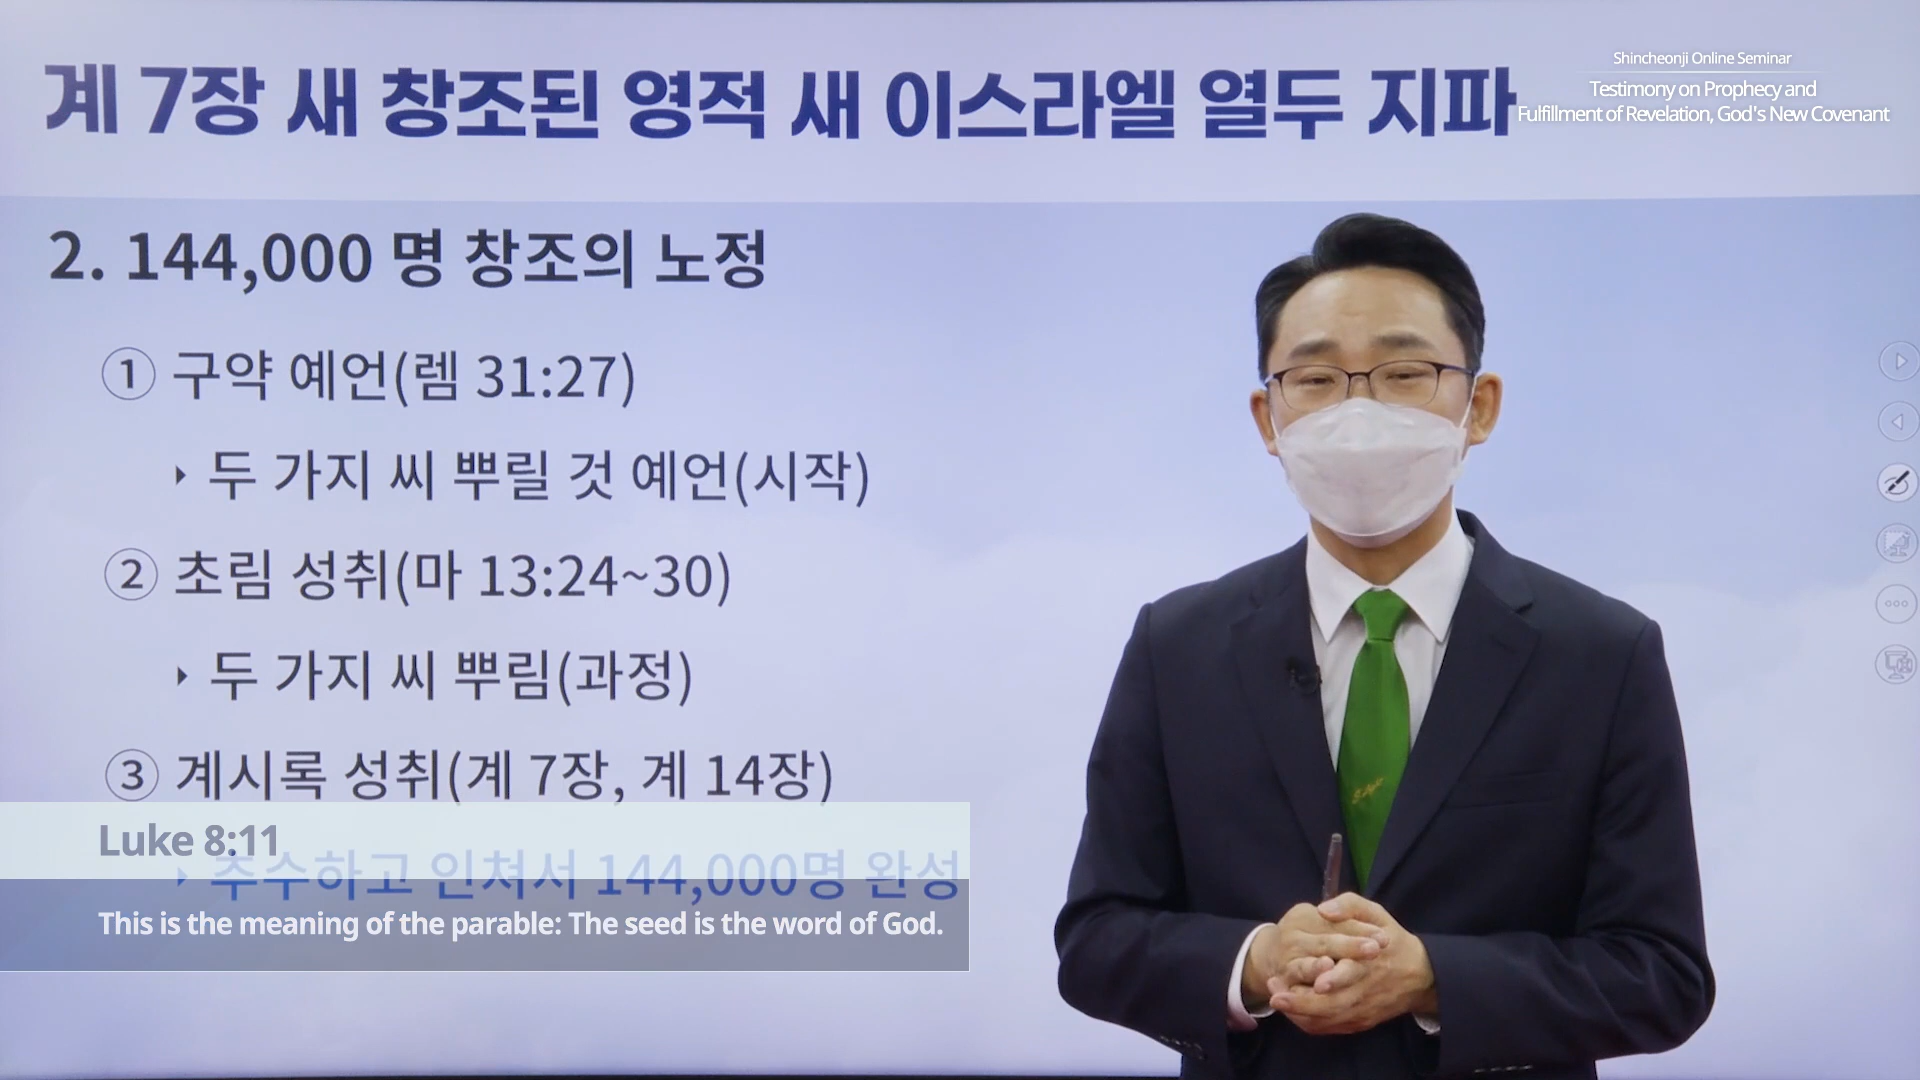 계 7장 새 창조된 영적 새 이스라엘 열두 지파
Shincheonji Online Seminar
Testimony on Prophecy and
Fulfillment of Revelation, God's New Covenant
2. 144,000 명 창조의 노정
① 구약 예언(렘 31:27)
▸ 두 가지 씨 뿌릴 것 예언(시작)
② 초림 성취(마 13:24~30)
▸ 두 가지 씨 뿌림(과정)
③ 계시록 성취(계 7장, 계 14장)
Luke 8:11
▸ 추수하고 인쳐서 144,000명 완성
This is the meaning of the parable: The seed is the word of God.